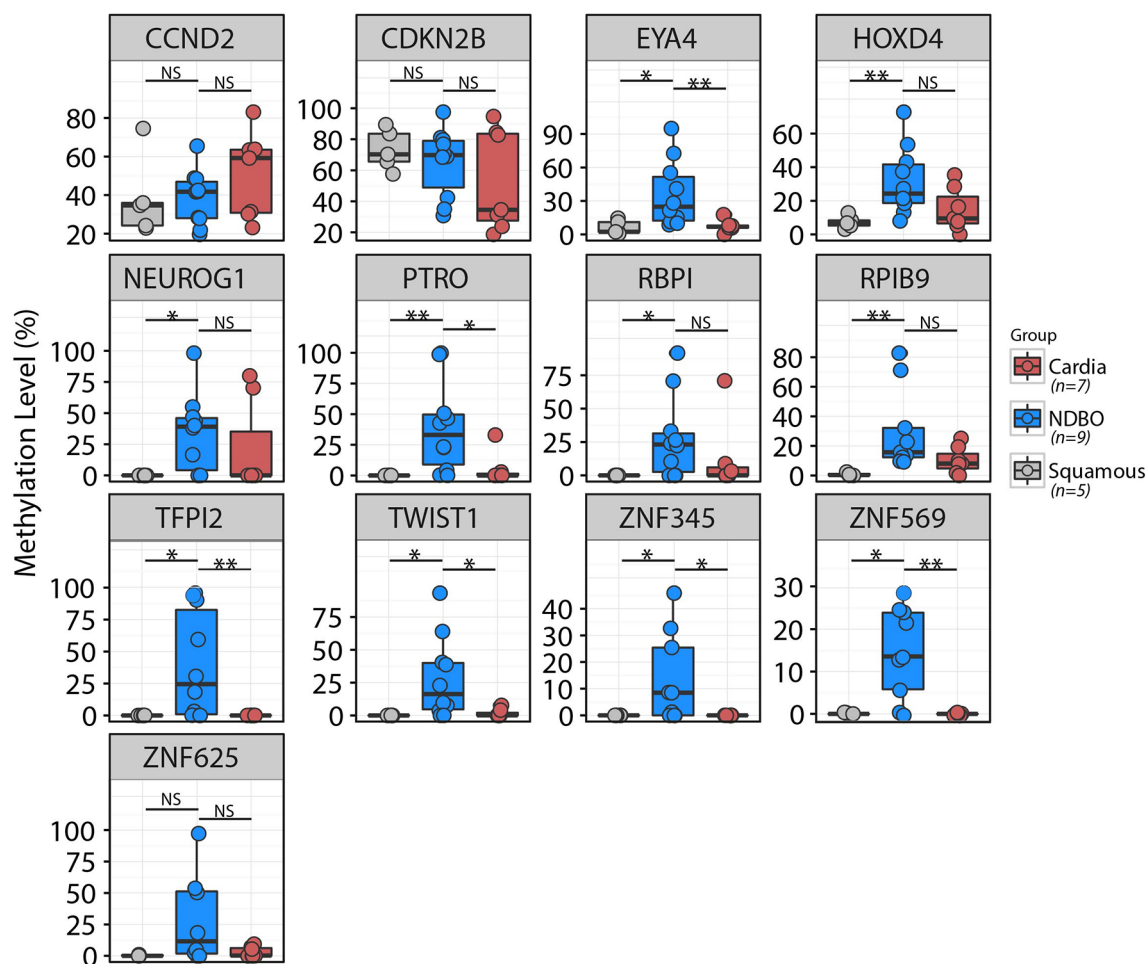 CCND2 CDKN2B EYA4 HOXD4
NS NS NS NS * ** ** NS
80 60 40 20
100 80 60 40 20
90 60 30 0
60 40 20 0
NEUROG1 PTRO RBPI RPIB9
* NS ** * * NS ** NS
100 75 50 25 0
100 75 50 25 0
75 50 25 0
80 60 40 20 0
TFPI2 TWIST1 ZNF345 ZNF569
* ** * * * * * **
100 75 50 25 0
75 50 25 0
40 30 20 10 0
30 20 10 0
ZNF625
NS NS
100 75 50 25 0
Methylation Level (%)
Group
Cardia
(n=7)
NDBO
(n=9)
Squamous
(n=5)